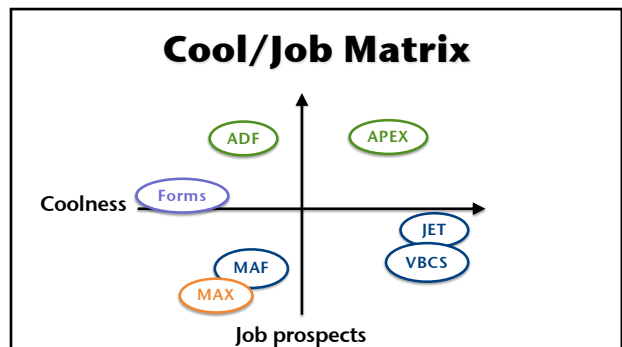 Cool/Job Matrix
ADF
APEX
Forms
Coolness
JET
VBCS
MAF
MAX
Job prospects